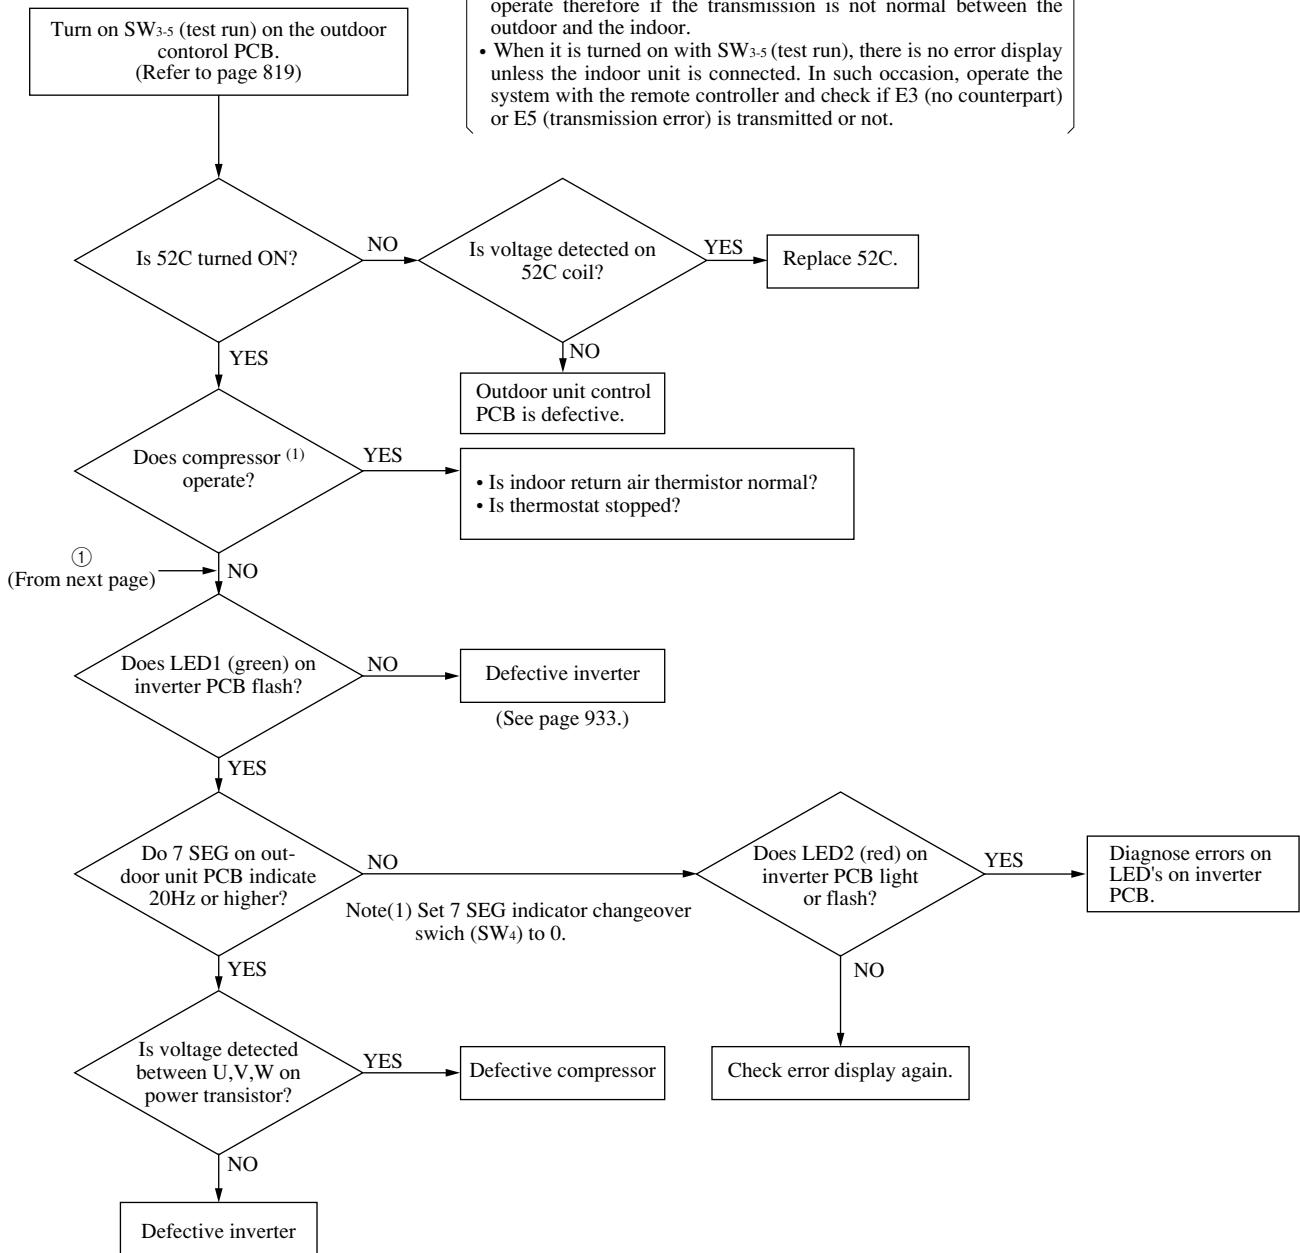 operate therefore if the transmission is not normal between the
outdoor and the indoor.
• When it is turned on with SW3-5 (test run), there is no error display
unless the indoor unit is connected. In such occasion, operate the
system with the remote controller and check if E3 (no counterpart)
or E5 (transmission error) is transmitted or not.
Turn on SW3-5 (test run) on the outdoor
contorol PCB.
(Refer to page 819)
Is 52C turned ON?
NO
Is voltage detected on
52C coil?
YES
Replace 52C.
NO
Outdoor unit control
PCB is defective.
YES
Does compressor (1)
operate?
YES
• Is indoor return air thermistor normal?
• Is thermostat stopped?
①
(From next page)
NO
Does LED1 (green) on
inverter PCB flash?
NO
Defective inverter
(See page 933.)
YES
Do 7 SEG on out-
door unit PCB indicate
20Hz or higher?
NO
Note(1) Set 7 SEG indicator changeover
swich (SW4) to 0.
Does LED2 (red) on
inverter PCB light
or flash?
YES
Diagnose errors on
LED's on inverter
PCB.
NO
Check error display again.
YES
Is voltage detected
between U,V,W on
power transistor?
YES
Defective compressor
NO
Defective inverter